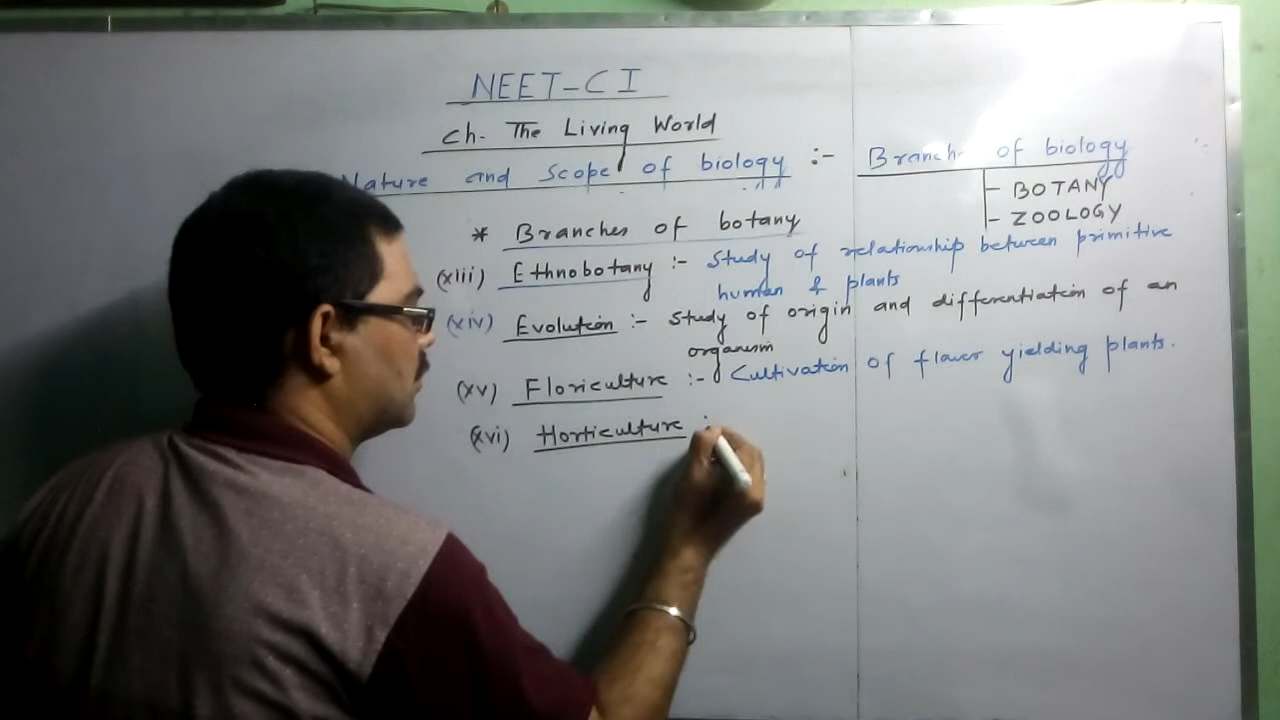 NEET-CI
Ch. The Living World
Nature and Scope of biology :- Branch of biology
- BOTANY
- ZOOLOGY
* Branches of botany
(xiii) Ethnobotany :- Study of relationship between primitive
human & plants
(xiv) Evolution :- Study of origin and differentiation of an
organism
(xv) Floriculture :- Cultivation of flower yielding plants.
(xvi) Horticulture :